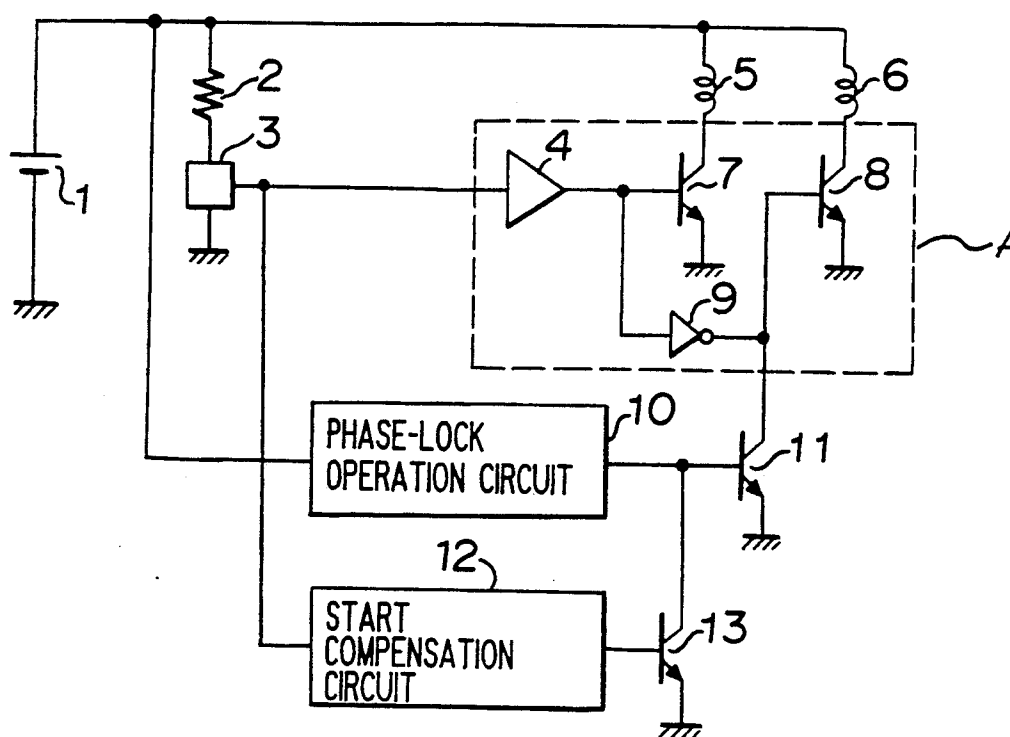 5
6
2
3
4
1
7
8
A
9
10
PHASE-LOCK
OPERATION CIRCUIT
11
12
START
COMPENSATION
CIRCUIT
13